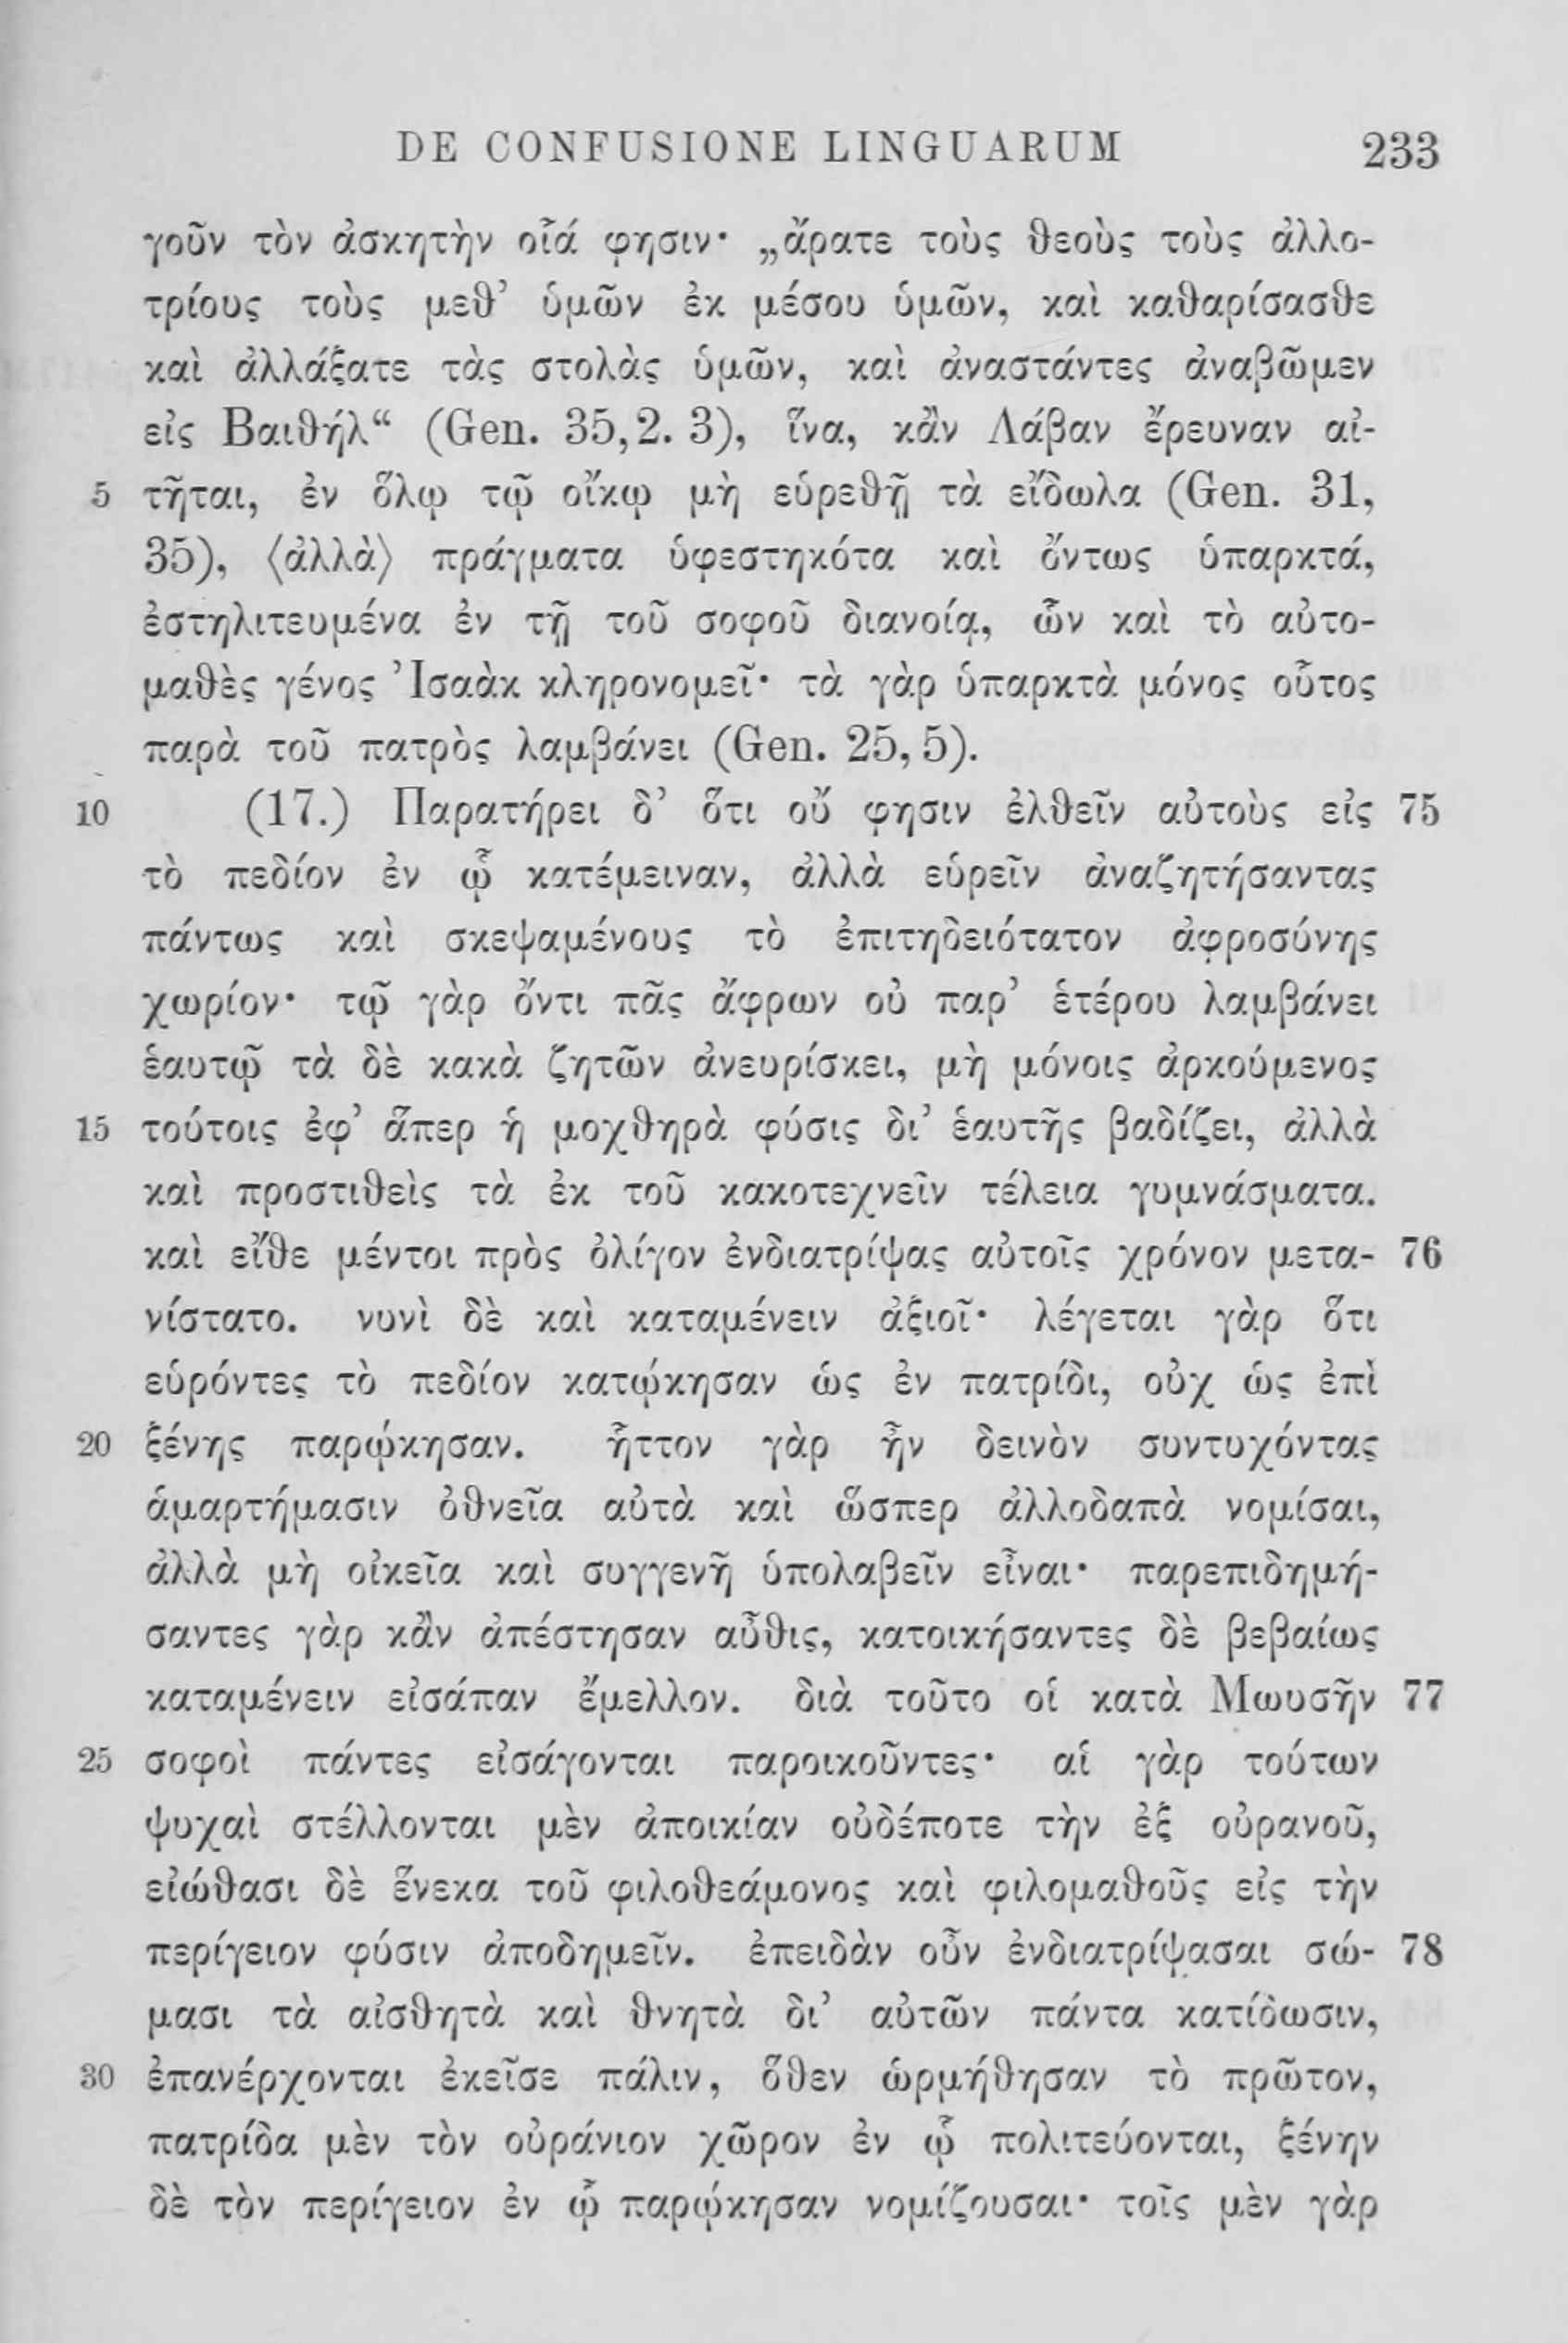 DE CONFUSIONE LINGUARUM 233
γοῦν τὸν ἀσκητὴν οἷά φησιν· „ἄρατε τοὺς θεοὺς τοὺς ἀλλο-
τρίους τοὺς μεθ’ ὑμῶν ἐκ μέσου ὑμῶν, καὶ καθαρίσασθε
καὶ ἀλλάξατε τὰς στολὰς ὑμῶν, καὶ ἀναστάντες ἀναβῶμεν
εἰς Βαιθήλ“ (Gen. 35,2. 3), ἵνα, κἂν Λάβαν ἔρευναν αἰ-
5 τῆται, ἐν ὅλῳ τῷ οἴκῳ μὴ εὑρεθῇ τὰ εἴδωλα (Gen. 31,
35), ⟨ἀλλὰ⟩ πράγματα ὑφεστηκότα καὶ ὄντως ὑπαρκτά,
ἐστηλιτευμένα ἐν τῇ τοῦ σοφοῦ διανοίᾳ, ὧν καὶ τὸ αὐτο-
μαθὲς γένος Ἰσαὰκ κληρονομεῖ· τὰ γὰρ ὑπαρκτὰ μόνος οὗτος
παρὰ τοῦ πατρὸς λαμβάνει (Gen. 25,5).
10 (17.) Παρατήρει δ’ ὅτι οὔ φησιν ἐλθεῖν αὐτοὺς εἰς 75
τὸ πεδίον ἐν ᾧ κατέμειναν, ἀλλὰ εὑρεῖν ἀναζητήσαντας
πάντως καὶ σκεψαμένους τὸ ἐπιτηδειότατον ἀφροσύνης
χωρίον· τῷ γὰρ ὄντι πᾶς ἄφρων οὐ παρ’ ἑτέρου λαμβάνει
ἑαυτῷ τὰ δὲ κακὰ ζητῶν ἀνευρίσκει, μὴ μόνοις ἀρκούμενος
15 τούτοις ἐφ’ ἅπερ ἡ μοχθηρὰ φύσις δι’ ἑαυτῆς βαδίζει, ἀλλὰ
καὶ προστιθεὶς τὰ ἐκ τοῦ κακοτεχνεῖν τέλεια γυμνάσματα.
καὶ εἴθε μέντοι πρὸς ὀλίγον ἐνδιατρίψας αὐτοῖς χρόνον μετα- 76
νίστατο. νυνὶ δὲ καὶ καταμένειν ἀξιοῖ· λέγεται γὰρ ὅτι
εὑρόντες τὸ πεδίον κατῴκησαν ὡς ἐν πατρίδι, οὐχ ὡς ἐπὶ
20 ξένης παρῴκησαν. ἧττον γὰρ ἦν δεινὸν συντυχόντας
ἁμαρτήμασιν ὀθνεῖα αὐτὰ καὶ ὥσπερ ἀλλοδαπὰ νομίσαι,
ἀλλὰ μὴ οἰκεῖα καὶ συγγενῆ ὑπολαβεῖν εἶναι· παρεπιδημή-
σαντες γὰρ κἂν ἀπέστησαν αὖθις, κατοικήσαντες δὲ βεβαίως
καταμένειν εἰσάπαν ἔμελλον. διὰ τοῦτο οἱ κατὰ Μωυσῆν 77
25 σοφοὶ πάντες εἰσάγονται παροικοῦντες· αἱ γὰρ τούτων
ψυχαὶ στέλλονται μὲν ἀποικίαν οὐδέποτε τὴν ἐξ οὐρανοῦ,
εἰώθασι δὲ ἕνεκα τοῦ φιλοθεάμονος καὶ φιλομαθοῦς εἰς τὴν
περίγειον φύσιν ἀποδημεῖν. ἐπειδὰν οὖν ἐνδιατρίψασαι σώ- 78
μασι τὰ αἰσθητὰ καὶ θνητὰ δι’ αὐτῶν πάντα κατίδωσιν,
30 ἐπανέρχονται ἐκεῖσε πάλιν, ὅθεν ὡρμήθησαν τὸ πρῶτον,
πατρίδα μὲν τὸν οὐράνιον χῶρον ἐν ᾧ πολιτεύονται, ξένην
δὲ τὸν περίγειον ἐν ᾧ παρῴκησαν νομίζουσαι· τοῖς μὲν γὰρ